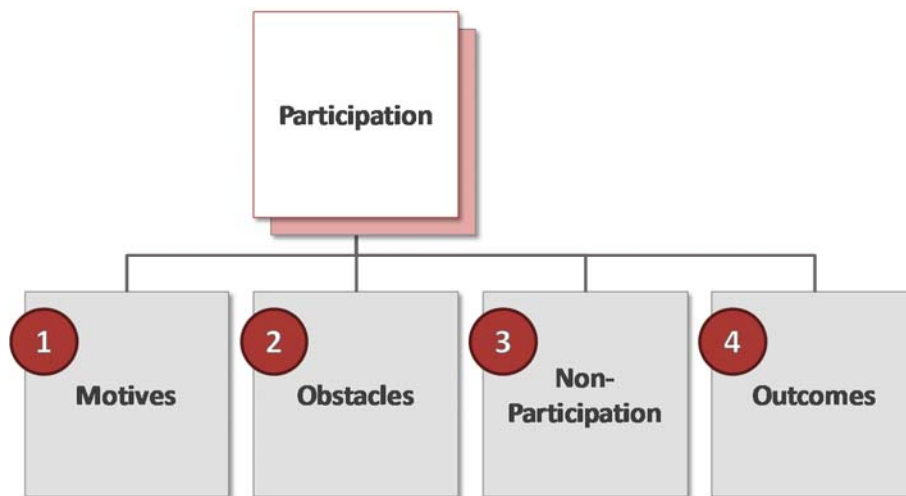 Participation
1
Motives
2
Obstacles
3
Non-
Participation
4
Outcomes